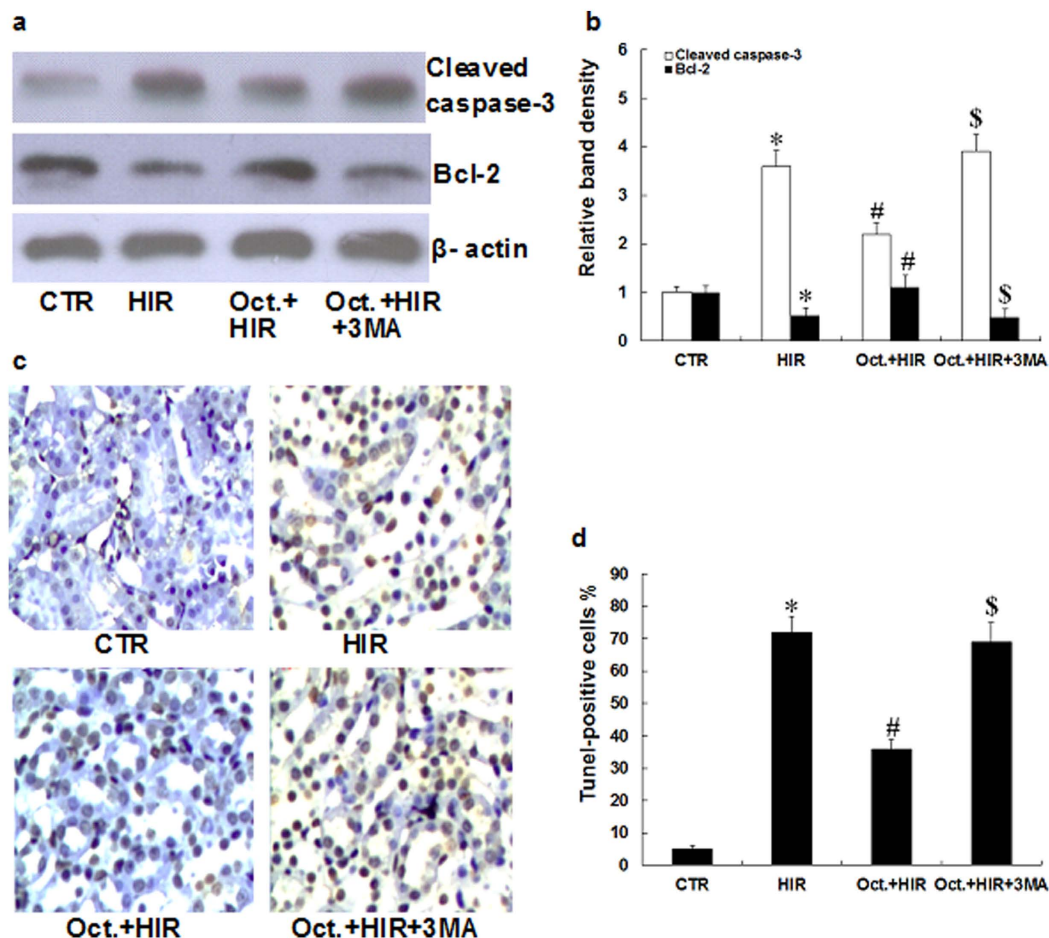 a
Cleaved
caspase-3
Bcl-2
β- actin
CTR HIR Oct.+ Oct.+HIR
HIR +3MA
b
Cleaved caspase-3
Bcl-2
Relative band density
6
5
4
3
2
1
0
* * # # $ $
CTR HIR Oct.+HIR Oct.+HIR+3MA
c
CTR HIR
Oct.+HIR Oct.+HIR+3MA
d
Tunel-positive cells %
90
80
70
60
50
40
30
20
10
0
* # $
CTR HIR Oct.+HIR Oct.+HIR+3MA